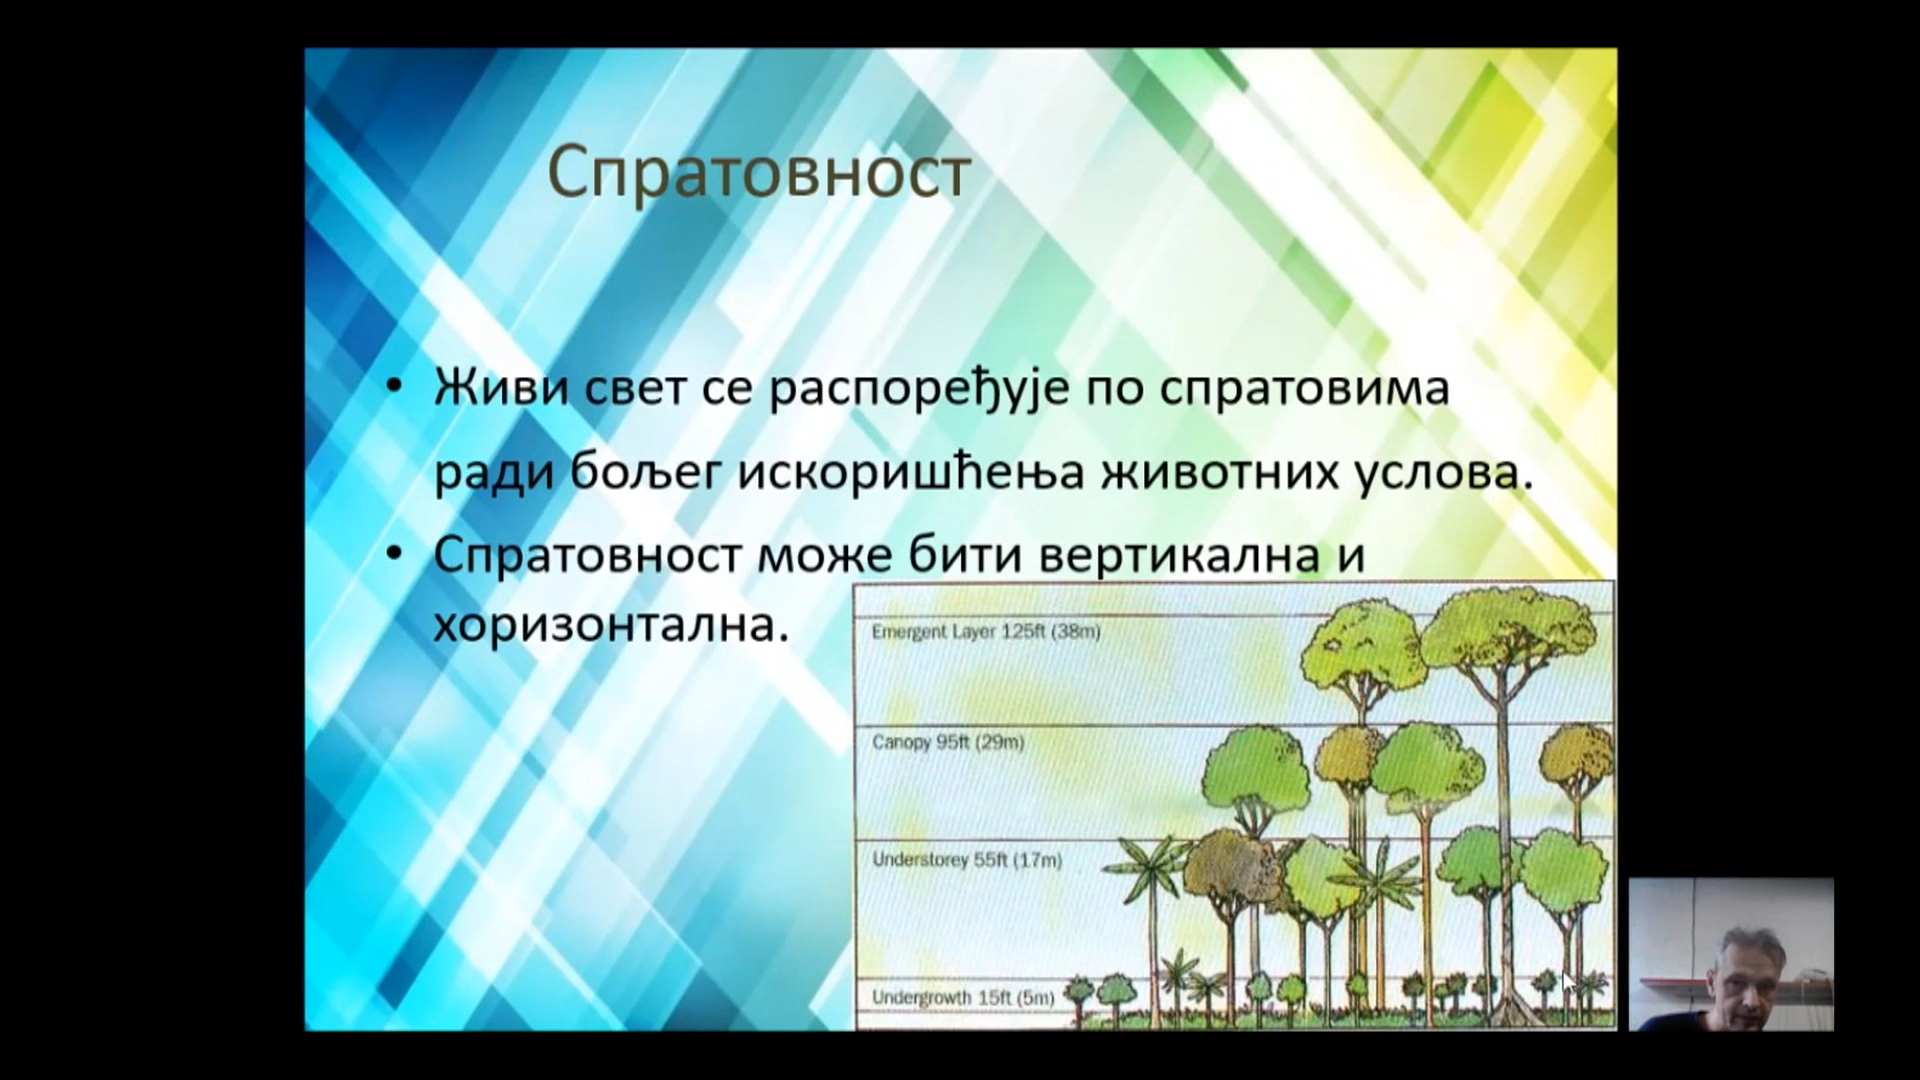 Спратовност
• Живи свет се распоређује по спратовима
ради бољег искоришћења животних услова.
• Спратовност може бити вертикална и
хоризонтална.
Emergent Layer 125ft (38m)
Canopy 95ft (29m)
Understorey 55ft (17m)
Undergrowth 15ft (5m)